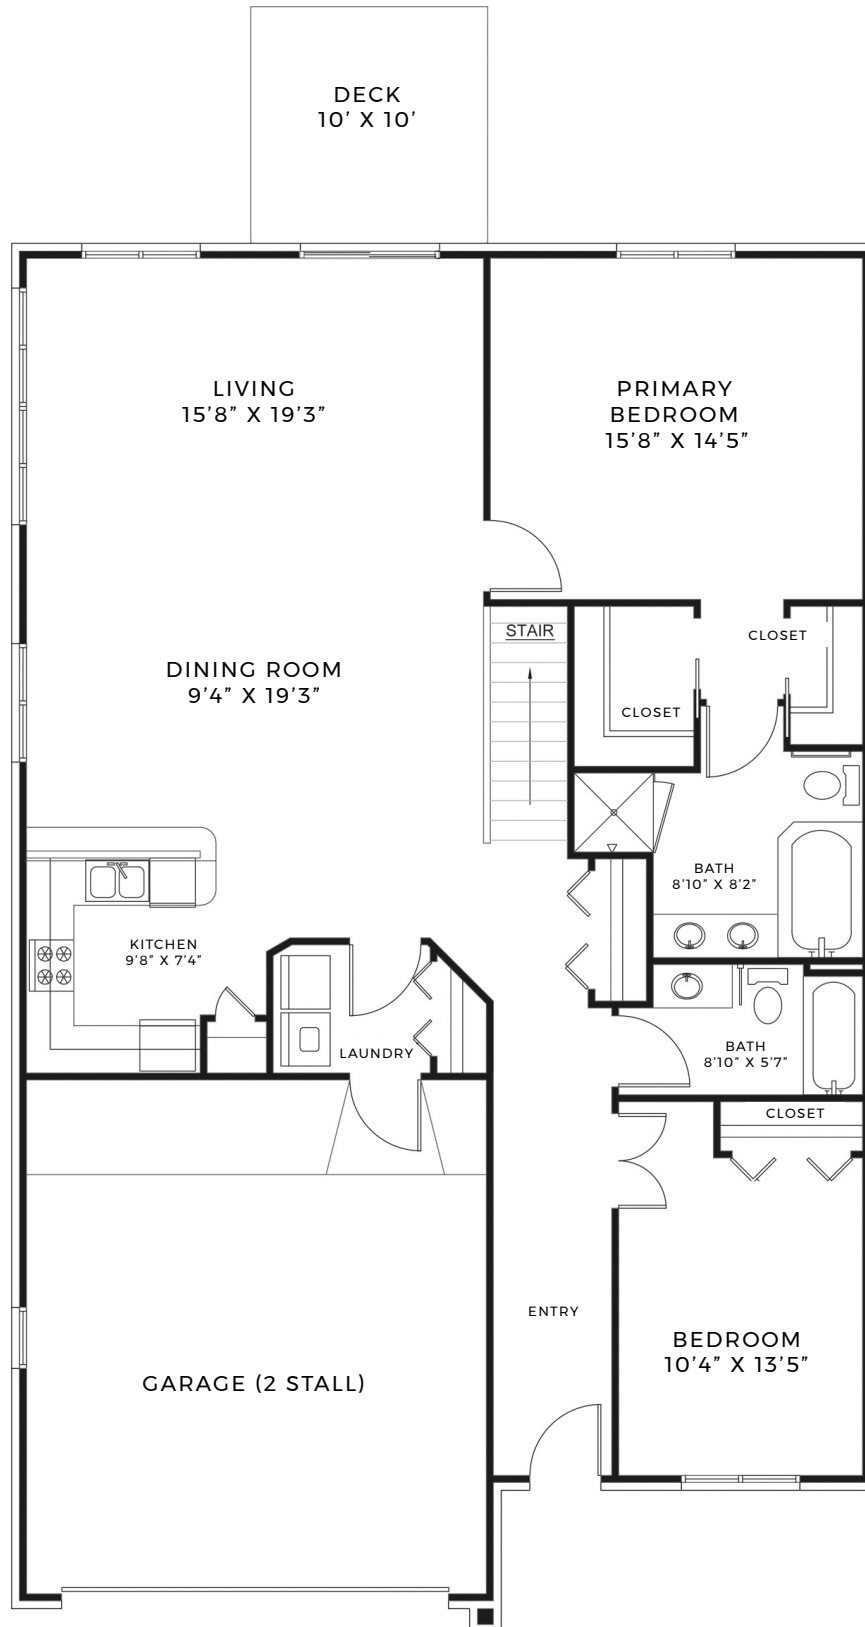 DECK
10’ X 10’
LIVING
15’8” X 19’3”
PRIMARY
BEDROOM
15’8” X 14’5”
STAIR
CLOSET
DINING ROOM
9’4” X 19’3”
CLOSET
BATH
8’10” X 8’2”
KITCHEN
9’8” X 7’4”
LAUNDRY
BATH
8’10” X 5’7”
CLOSET
ENTRY
BEDROOM
10’4” X 13’5”
GARAGE (2 STALL)